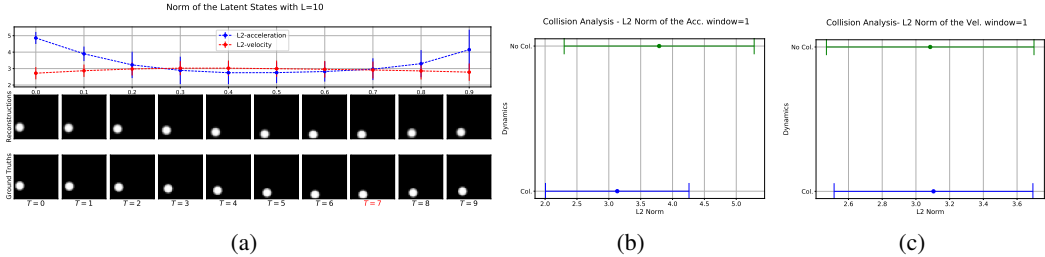 Norm of the Latent States with L=10
5
4
3
2
L2-acceleration
L2-velocity
0.0 0.1 0.2 0.3 0.4 0.5 0.6 0.7 0.8 0.9
Reconstructions
Ground Truths
T = 0 T = 1 T = 2 T = 3 T = 4 T = 5 T = 6 T = 7 T = 8 T = 9
(a)
Collision Analysis - L2 Norm of the Acc. window=1
No Col.
Dynamics
Col.
2.0 2.5 3.0 3.5 4.0 4.5 5.0
L2 Norm
(b)
Collision Analysis- L2 Norm of the Vel. window=1
No Col.
Dynamics
Col.
2.6 2.8 3.0 3.2 3.4 3.6
L2 Norm
(c)